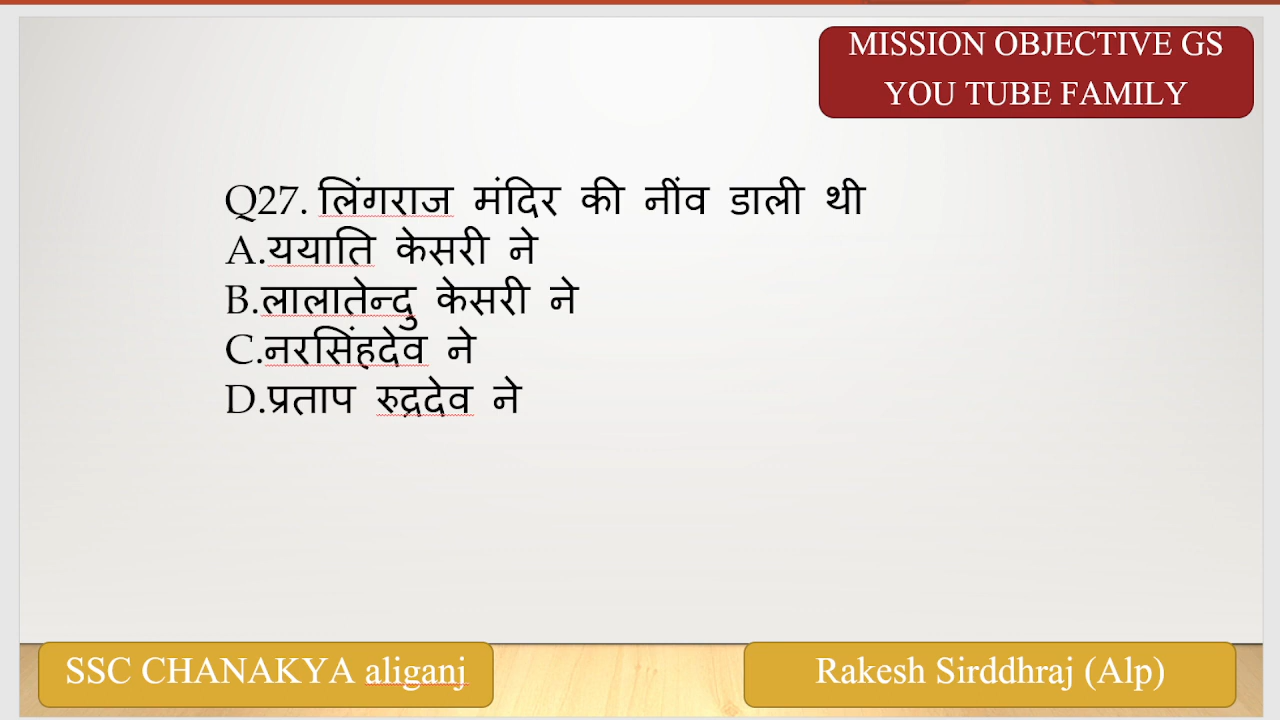 MISSION OBJECTIVE GS
YOU TUBE FAMILY
Q27. लिंगराज मंदिर की नींव डाली थी
A.ययाति केसरी ने
B.लालातेन्दु केसरी ने
C.नरसिंहदेव ने
D.प्रताप रुद्रदेव ने
SSC CHANAKYA aliganj
Rakesh Sirddhraj (Alp)